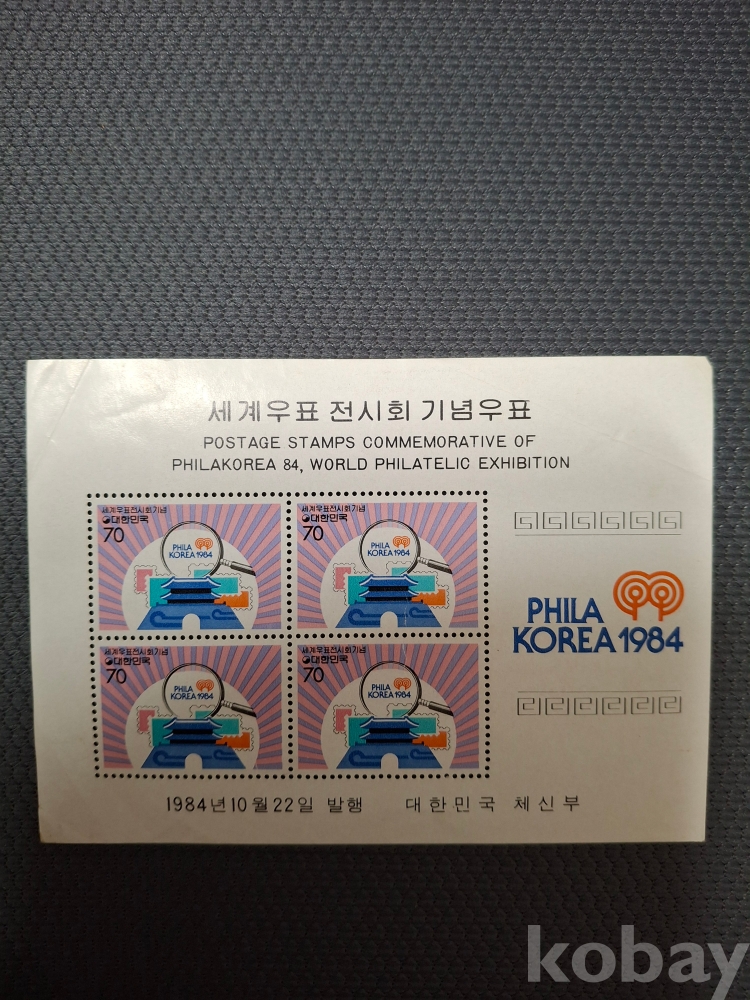 세계우표 전시회 기념우표
POSTAGE STAMPS COMMEMORATIVE OF
PHILAKOREA 84, WORLD PHILATELIC EXHIBITION
세계우표전시회기념
대한민국
70
PHILA
KOREA 1984
세계우표전시회기념
대한민국
70
PHILA
KOREA 1984
세계우표전시회기념
대한민국
70
PHILA
KOREA 1984
세계우표전시회기념
대한민국
70
PHILA
KOREA 1984
PHILA
KOREA 1984
1984년 10월 22일 발행 대한민국 체신부
kobay